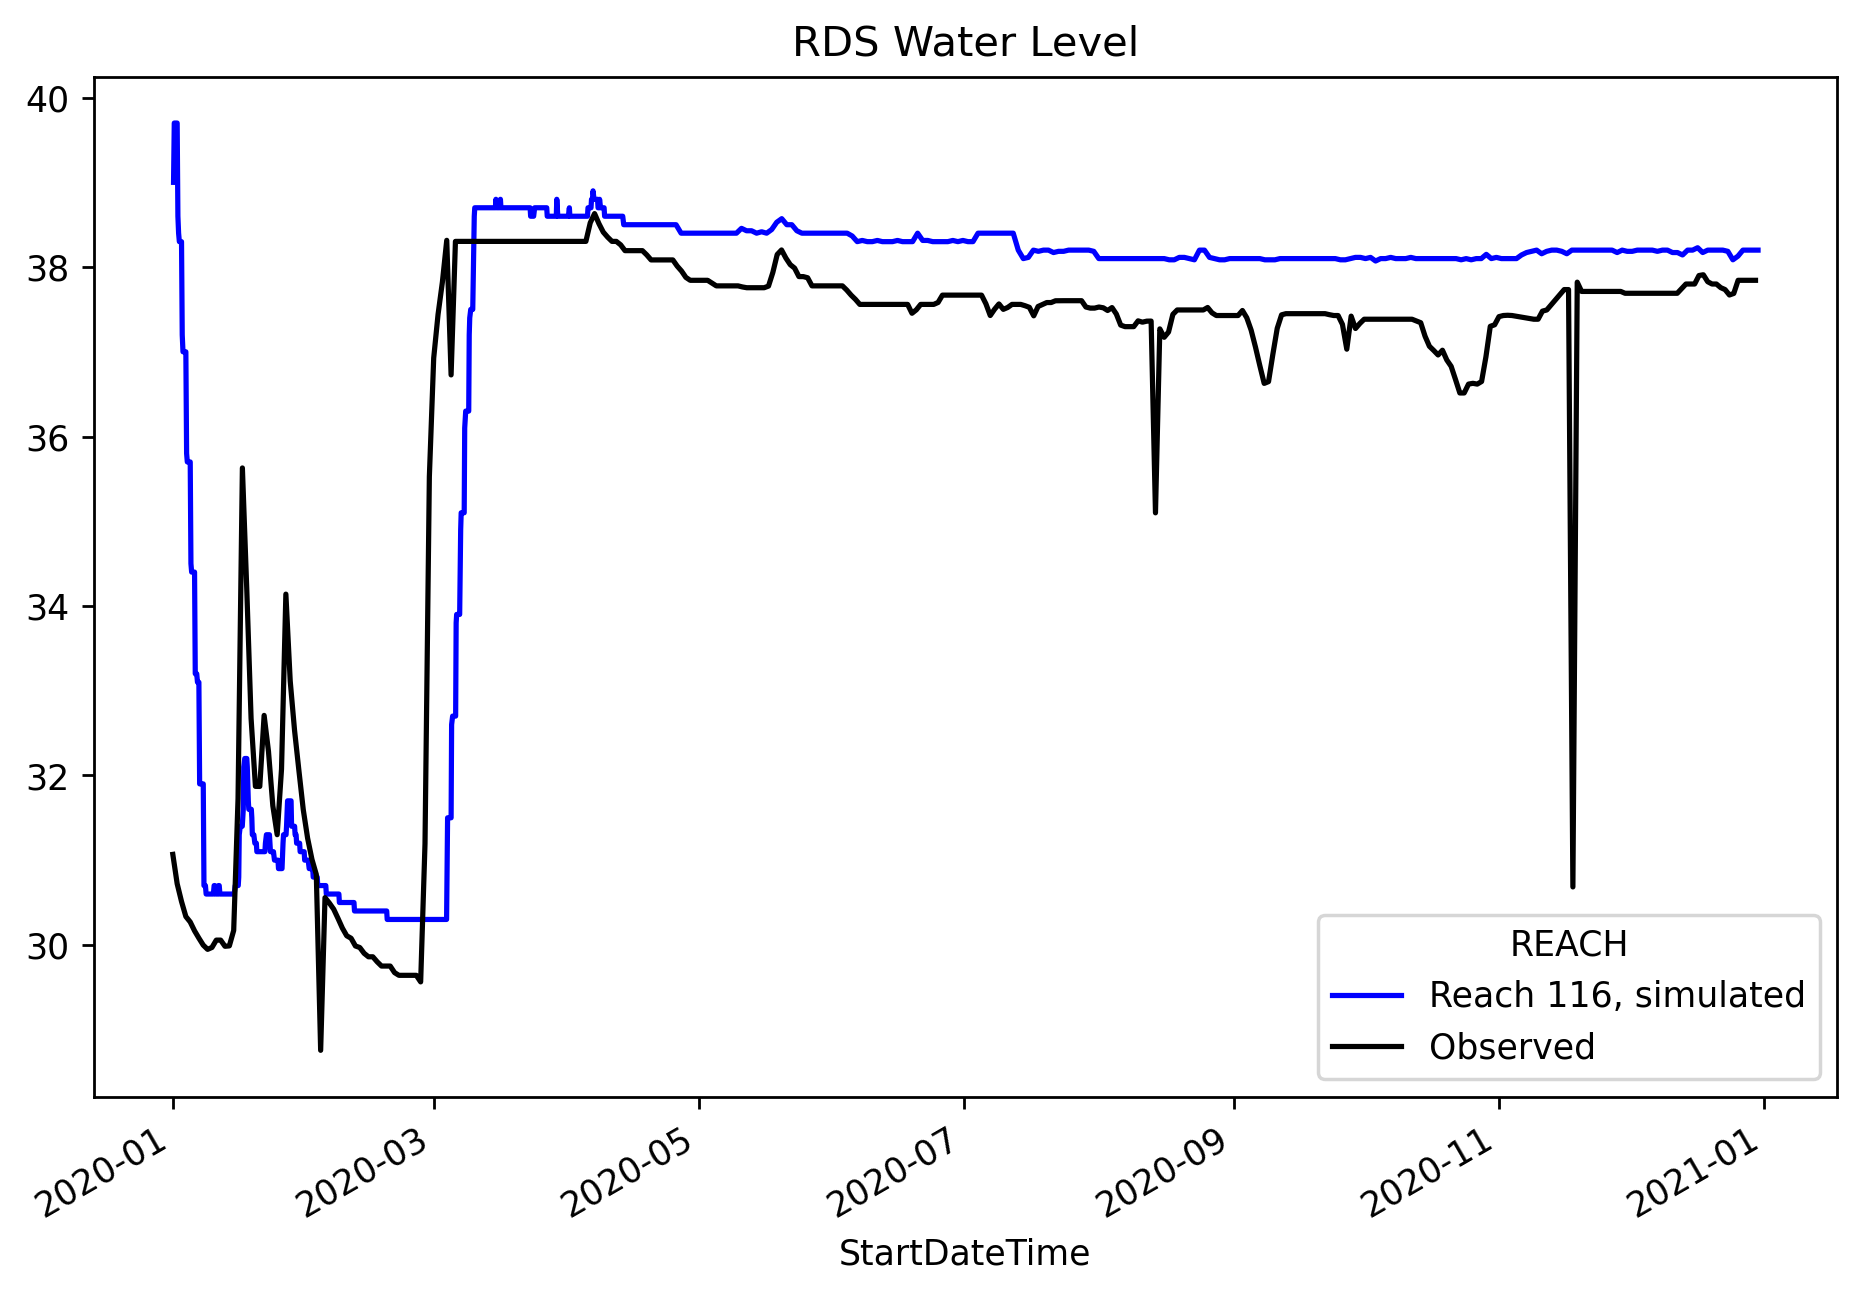 RDS Water Level
40
38
36
34
32
30
REACH
Reach 116, simulated
Observed
2020-01
2020-03
2020-05
2020-07
2020-09
2020-11
2021-01
StartDateTime